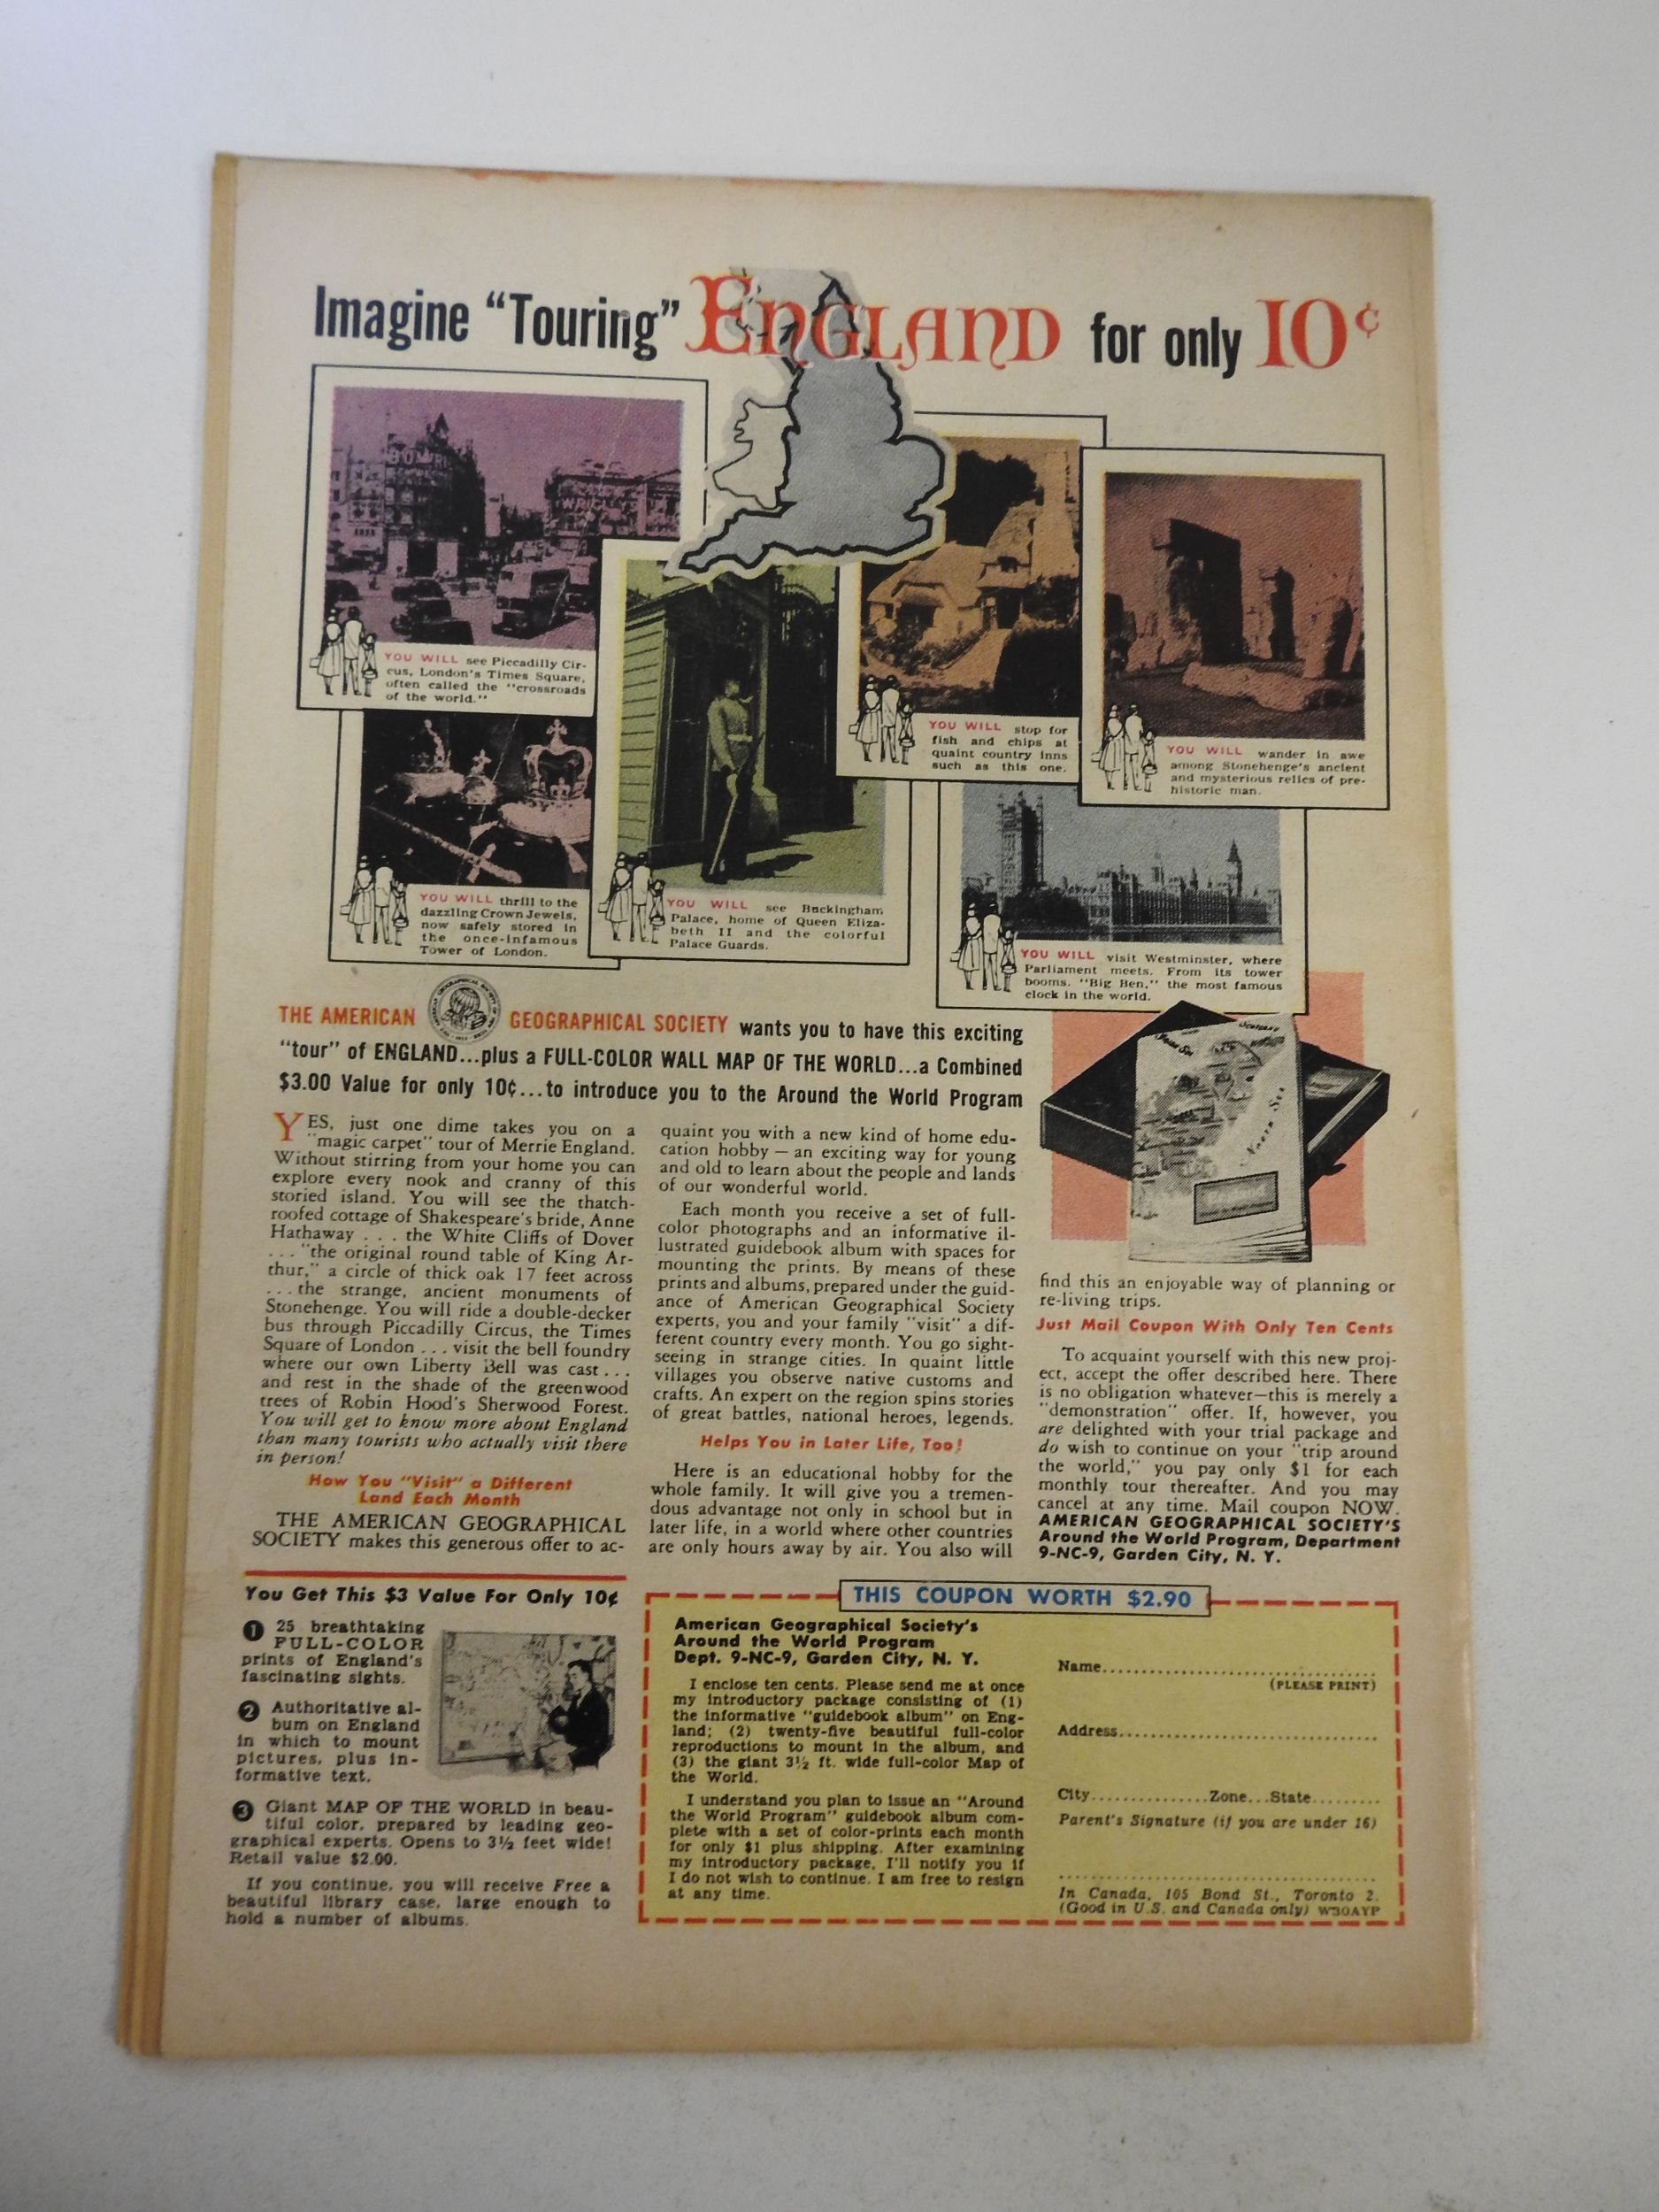 Imagine “Touring” ENGLAND for only 10¢
WRIGLEY'S
YOU WILL see Piccadilly Cir-
cus, London's Times Square,
often called the "crossroads
of the world."
YOU WILL thrill to the
dazzling Crown Jewels,
now safely stored in
the once-infamous
Tower of London.
YOU WILL see Buckingham
Palace, home of Queen Eliza-
beth II and the colorful
Palace Guards.
YOU WILL stop for
fish and chips at
quaint country inns
such as this one.
YOU WILL wander in awe
among Stonehenge's ancient
and mysterious relics of pre-
historic man.
YOU WILL visit Westminster, where
Parliament meets. From its tower
booms. "Big Ben," the most famous
clock in the world.
THE AMERICAN GEOGRAPHICAL SOCIETY wants you to have this exciting
"tour" of ENGLAND...plus a FULL-COLOR WALL MAP OF THE WORLD...a Combined
$3.00 Value for only 10¢...to introduce you to the Around the World Program
YES, just one dime takes you on a
"magic carpet" tour of Merrie England.
Without stirring from your home you can
explore every nook and cranny of this
storied island. You will see the thatch-
roofed cottage of Shakespeare's bride, Anne
Hathaway . . . the White Cliffs of Dover
. . . "the original round table of King Ar-
thur," a circle of thick oak 17 feet across
. . . the strange, ancient monuments of
Stonehenge. You will ride a double-decker
bus through Piccadilly Circus, the Times
Square of London . . . visit the bell foundry
where our own Liberty Bell was cast . . .
and rest in the shade of the greenwood
trees of Robin Hood's Sherwood Forest.
You will get to know more about England
than many tourists who actually visit there
in person!
How You "Visit" a Different
Land Each Month
THE AMERICAN GEOGRAPHICAL
SOCIETY makes this generous offer to ac-
quaint you with a new kind of home edu-
cation hobby — an exciting way for young
and old to learn about the people and lands
of our wonderful world.
Each month you receive a set of full-
color photographs and an informative il-
lustrated guidebook album with spaces for
mounting the prints. By means of these
prints and albums, prepared under the guid-
ance of American Geographical Society
experts, you and your family "visit" a dif-
ferent country every month. You go sight-
seeing in strange cities. In quaint little
villages you observe native customs and
crafts. An expert on the region spins stories
of great battles, national heroes, legends.
Helps You in Later Life, Too!
Here is an educational hobby for the
whole family. It will give you a tremen-
dous advantage not only in school but in
later life, in a world where other countries
are only hours away by air. You also will
North Sea
find this an enjoyable way of planning or
re-living trips.
Just Mail Coupon With Only Ten Cents
To acquaint yourself with this new proj-
ect, accept the offer described here. There
is no obligation whatever—this is merely a
"demonstration" offer. If, however, you
are delighted with your trial package and
do wish to continue on your "trip around
the world," you pay only $1 for each
monthly tour thereafter. And you may
cancel at any time. Mail coupon NOW.
AMERICAN GEOGRAPHICAL SOCIETY'S
Around the World Program, Department
9-NC-9, Garden City, N. Y.
You Get This $3 Value For Only 10¢
1 25 breathtaking
FULL-COLOR
prints of England's
fascinating sights.
2 Authoritative al-
bum on England
in which to mount
pictures, plus in-
formative text.
3 Giant MAP OF THE WORLD in beau-
tiful color, prepared by leading geo-
graphical experts. Opens to 3½ feet wide!
Retail value $2.00.
If you continue, you will receive Free a
beautiful library case, large enough to
hold a number of albums.
THIS COUPON WORTH $2.90
American Geographical Society's
Around the World Program
Dept. 9-NC-9, Garden City, N. Y.
I enclose ten cents. Please send me at once
my introductory package consisting of (1)
the informative "guidebook album" on Eng-
land; (2) twenty-five beautiful full-color
reproductions to mount in the album, and
(3) the giant 3½ ft. wide full-color Map of
the World.
I understand you plan to issue an "Around
the World Program" guidebook album com-
plete with a set of color-prints each month
for only $1 plus shipping. After examining
my introductory package, I'll notify you if
I do not wish to continue. I am free to resign
at any time.
Name
(PLEASE PRINT)
Address
City Zone State
Parent's Signature (if you are under 16)
In Canada, 105 Bond St., Toronto 2.
(Good in U.S. and Canada only) W30AYP